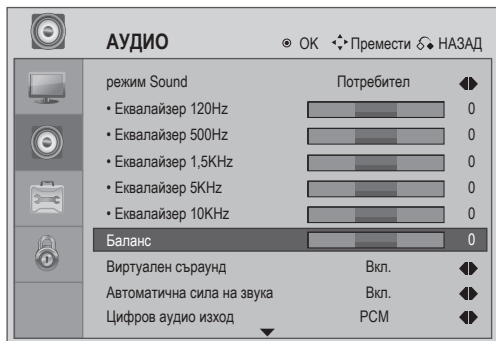 АУДИО OK Премести НАЗАД
режим Sound Потребител
• Еквалайзер 120Hz 0
• Еквалайзер 500Hz 0
• Еквалайзер 1,5KHz 0
• Еквалайзер 5KHz 0
• Еквалайзер 10KHz 0
Баланс 0
Виртуален съраунд Вкл.
Автоматична сила на звука Вкл.
Цифров аудио изход PCM